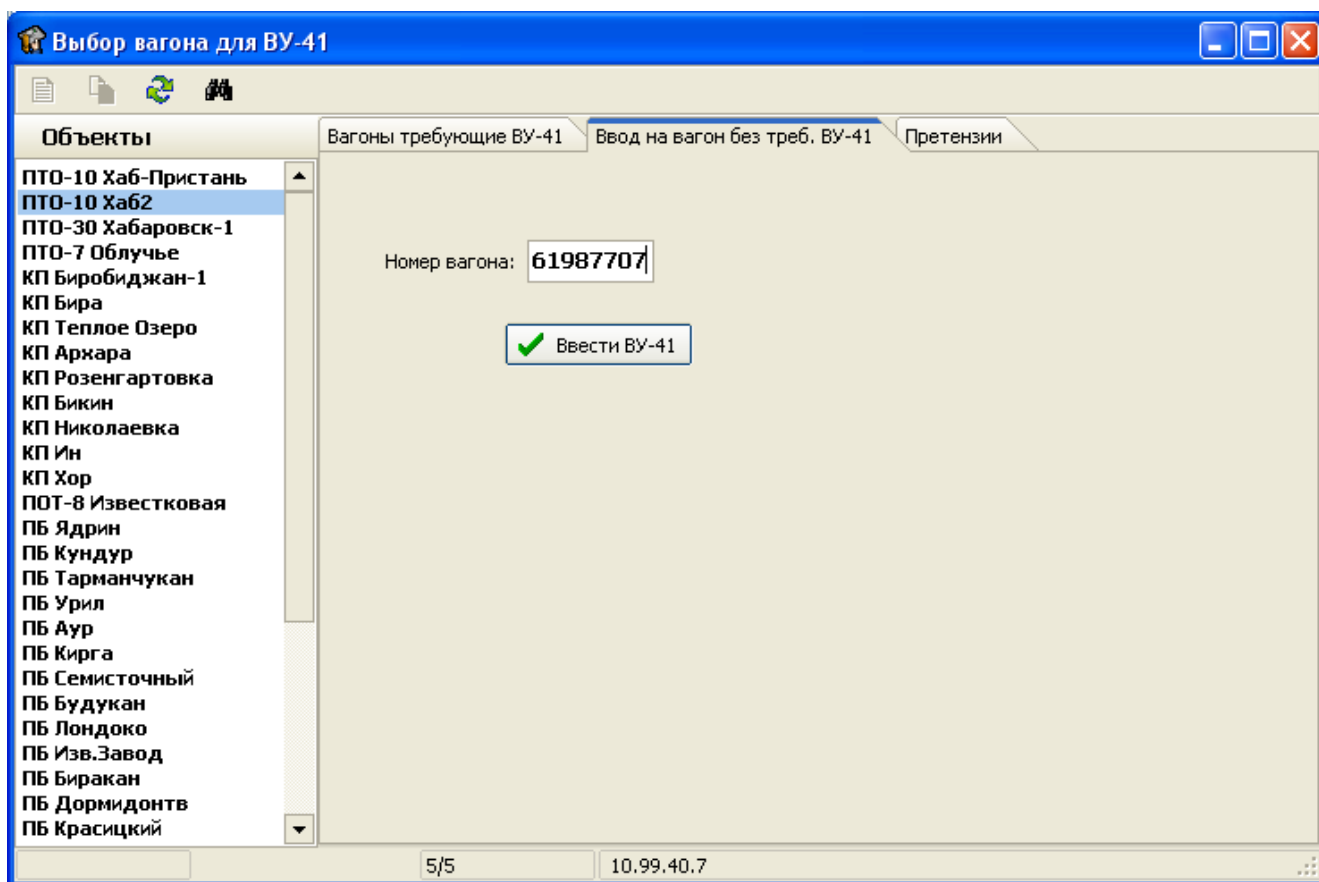 Выбор вагона для ВУ-41
Объекты
Вагоны требующие ВУ-41
Ввод на вагон без треб. ВУ-41
Претензии
ПТО-10 Хаб-Пристань
ПТО-10 Хаб2
ПТО-30 Хабаровск-1
ПТО-7 Облучье
КП Биробиджан-1
КП Бира
КП Теплое Озеро
КП Архара
КП Розенгартовка
КП Бикин
КП Николаевка
КП Ин
КП Хор
ПОТ-8 Известковая
ПБ Ядрин
ПБ Кундур
ПБ Тарманчукан
ПБ Урил
ПБ Аур
ПБ Кирга
ПБ Семисточный
ПБ Будукан
ПБ Лондоко
ПБ Изв.Завод
ПБ Биракан
ПБ Дормидонтв
ПБ Красицкий
Номер вагона: 61987707
Ввести ВУ-41
5/5
10.99.40.7